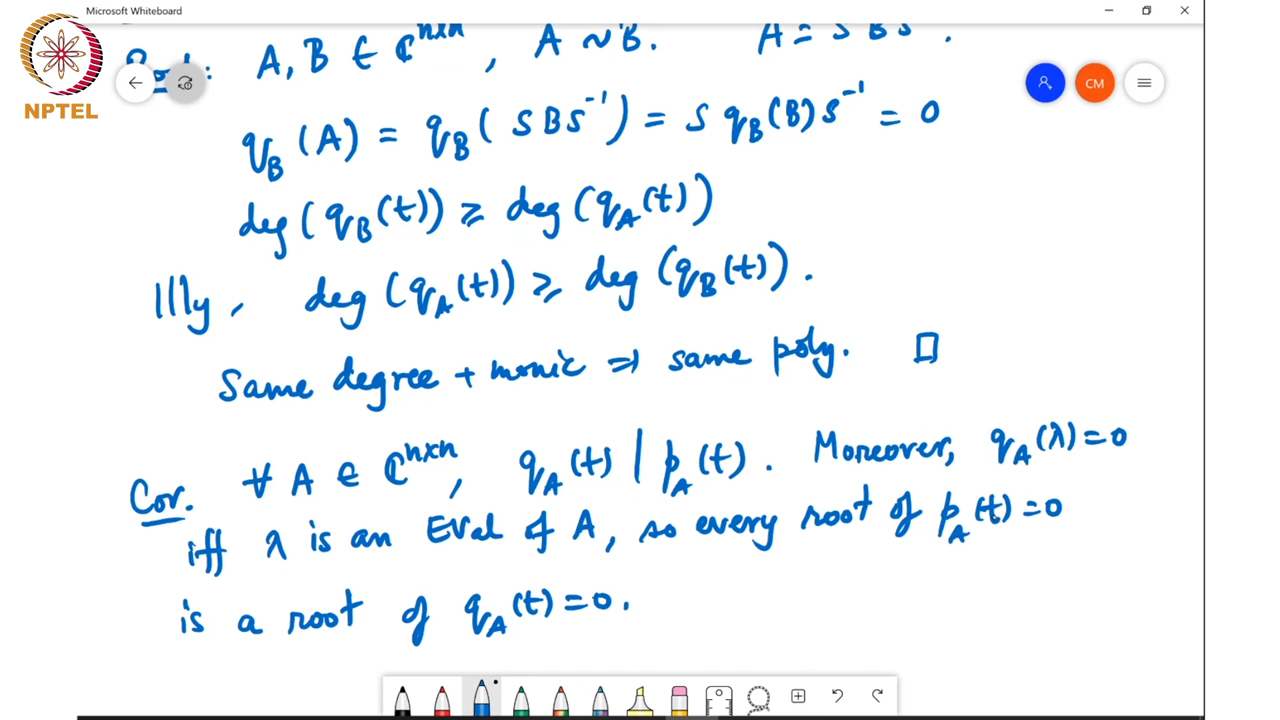 Microsoft Whiteboard
NPTEL
CM
A, B ∈ ℂ^{n×n}, A ~ B. A = S B S^{-1}.
q_B(A) = q_B(SBS^{-1}) = S q_B(B) S^{-1} = 0
deg(q_B(t)) ≥ deg(q_A(t))
Illly, deg(q_A(t)) ≥ deg(q_B(t)).
Same degree + monic ⇒ same poly. □
Cor. ∀ A ∈ ℂ^{n×n}, q_A(t) | p_A(t). Moreover, q_A(λ)=0
iff λ is an Eval of A, so every root of p_A(t)=0
is a root of q_A(t)=0.